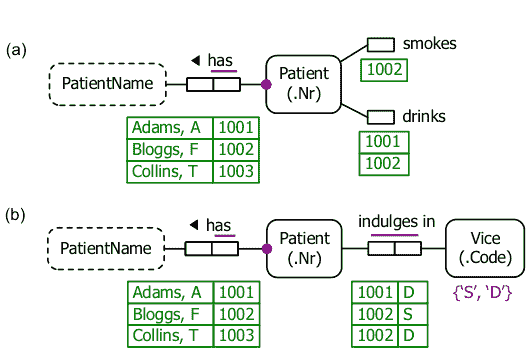 (a)
◄ has
smokes
PatientName
Patient
(.Nr)
1002
drinks
Adams, A 1001
Bloggs, F 1002
Collins, T 1003
1001
1002
(b)
◄ has
indulges in
PatientName
Patient
(.Nr)
Vice
(.Code)
{‘S’, ‘D’}
Adams, A 1001
Bloggs, F 1002
Collins, T 1003
1001 D
1002 S
1002 D